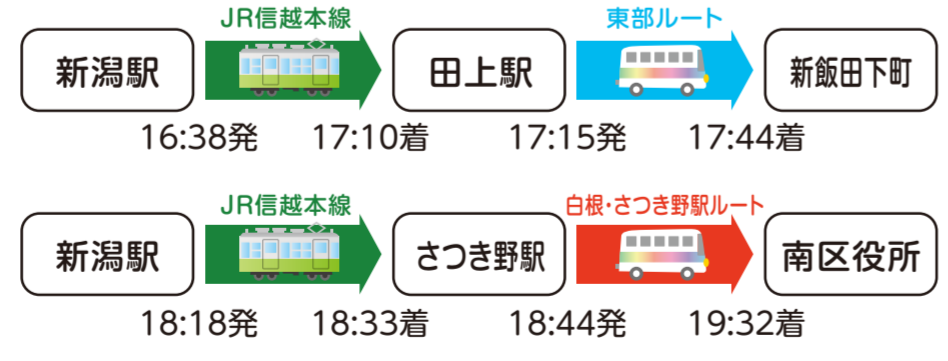 JR信越本線 東部ルート
新潟駅 田上駅 新飯田下町
16:38発 17:10着 17:15発 17:44着
JR信越本線 白根・さつき野駅ルート
新潟駅 さつき野駅 南区役所
18:18発 18:33着 18:44発 19:32着